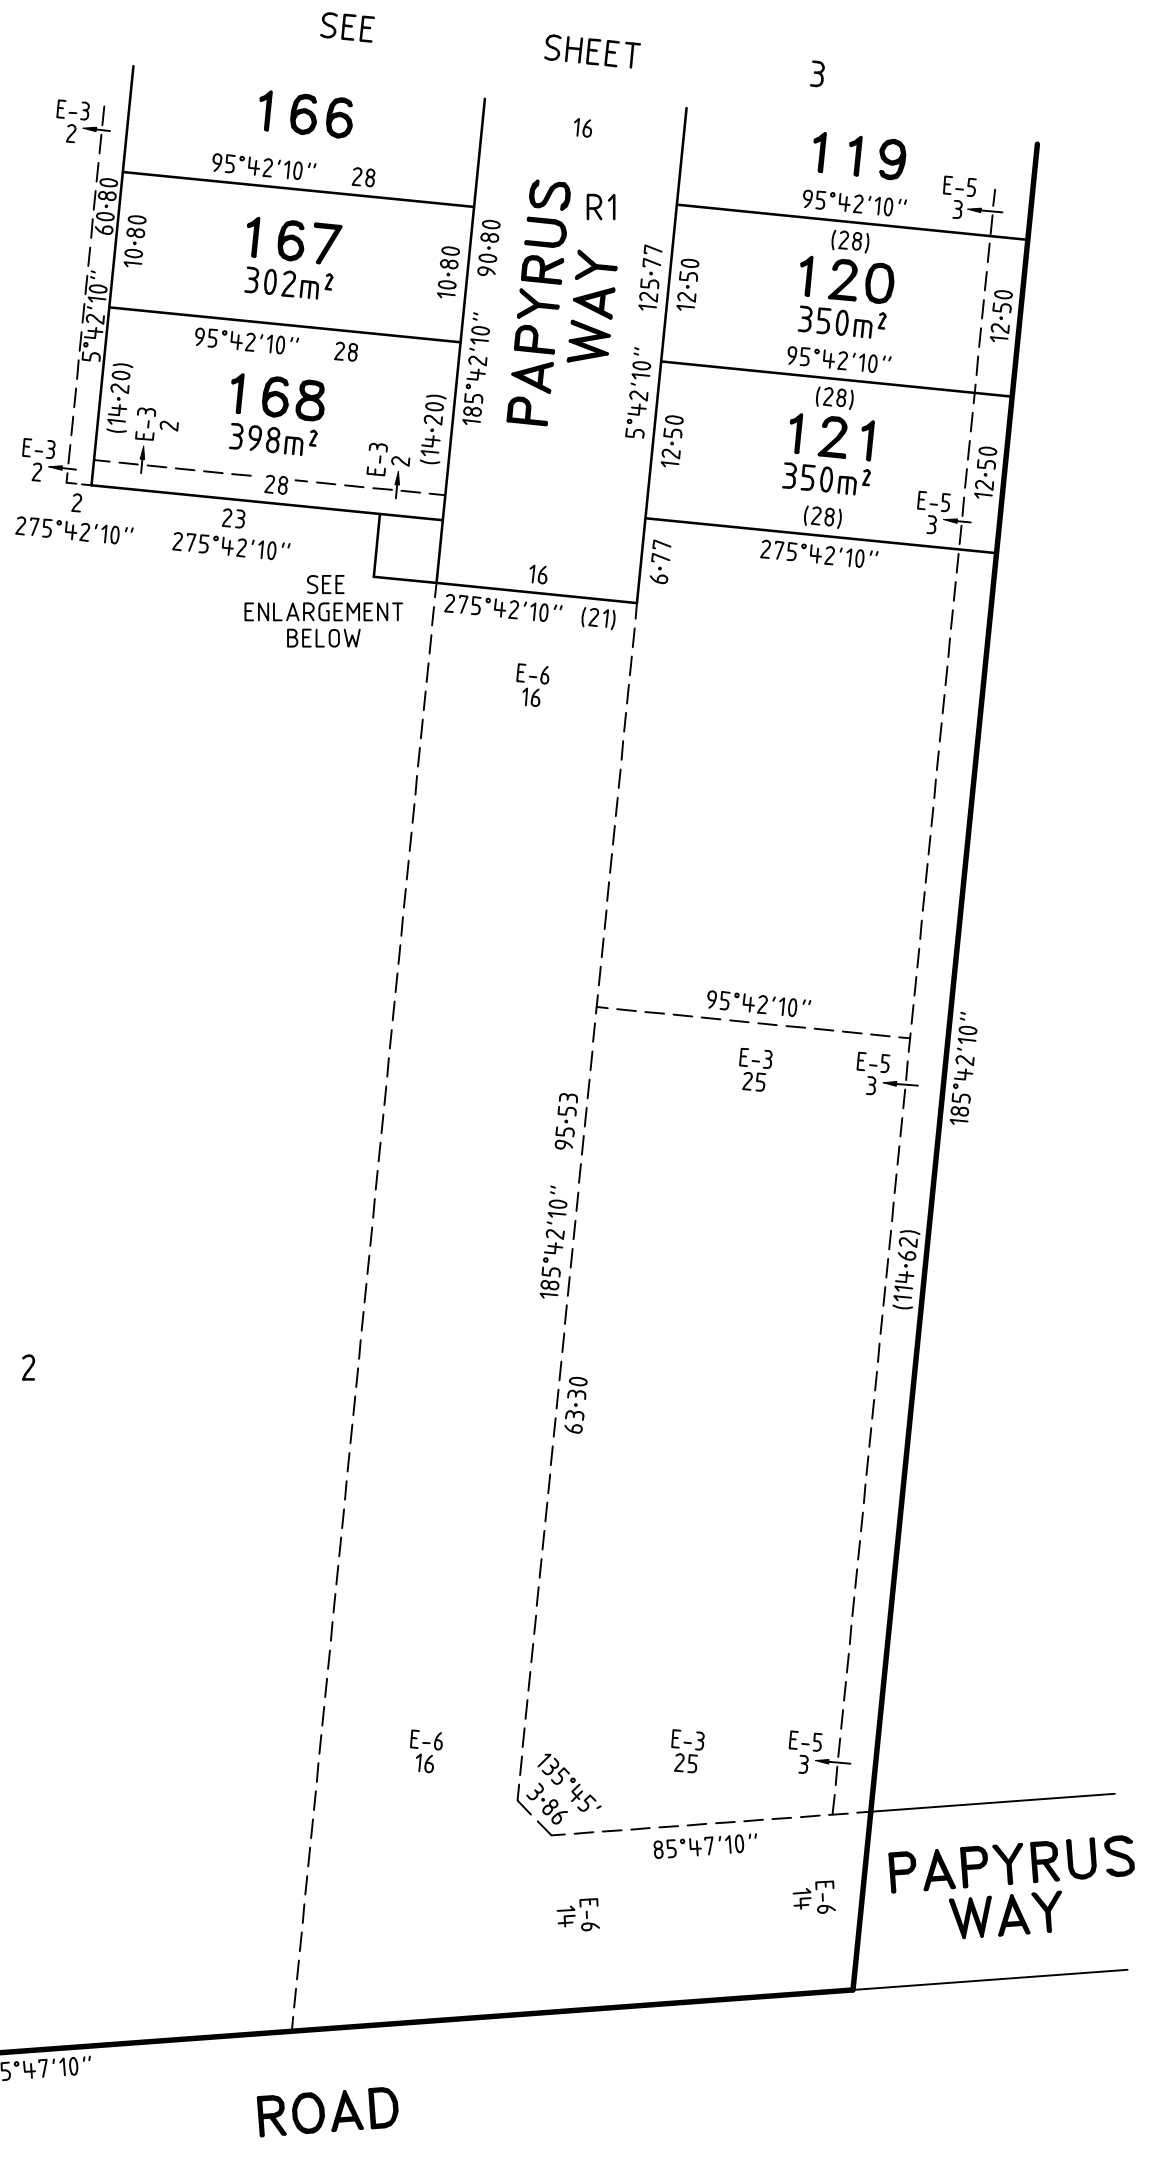 SEE SHEET 3
E-3
2
166
95°42'10" 28
60·80
5°42'10"
10·80
167
302m²
10·80
95°42'10" 28
(14·20)
E-3
2
168
398m²
E-3
2
(14·20)
28
E-3
2
2
275°42'10"
23
275°42'10"
SEE
ENLARGEMENT
BELOW
16
R1
PAPYRUS
WAY
90·80
185°42'10"
125·77
5°42'10"
16
275°42'10" (21)
6·77
119
95°42'10"
E-5
3
(28)
120
350m²
12·50
12·50
95°42'10"
(28)
121
350m²
12·50
12·50
E-5
3
(28)
275°42'10"
E-6
16
95°42'10"
E-3
25
E-5
3
185°42'10"
95·53
185°42'10"
(114·62)
63·30
2
E-6
16
E-3
25
E-5
3
135°45'
3·86
85°47'10"
E-6
14
E-6
14
PAPYRUS
WAY
5°47'10"
ROAD